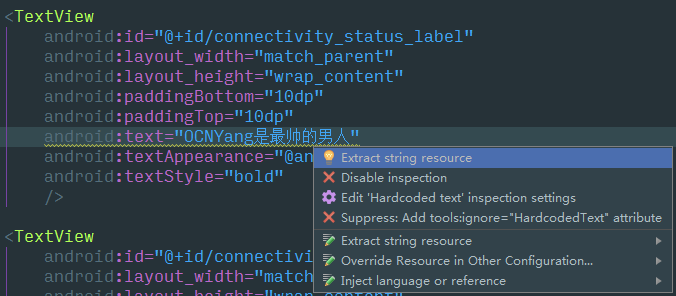 <TextView
android:id="@+id/connectivity_status_label"
android:layout_width="match_parent"
android:layout_height="wrap_content"
android:paddingBottom="10dp"
android:paddingTop="10dp"
android:text="OCNYang是最帅的男人"
android:textAppearance="@an
android:textStyle="bold"
/>
Extract string resource
Disable inspection
Edit 'Hardcoded text' inspection settings
Suppress: Add tools:ignore="HardcodedText" attribute
Extract string resource
Override Resource in Other Configuration...
Inject language or reference
<TextView
android:id="@+id/connectivi
android:layout_width="match
android:layout_height="wrap